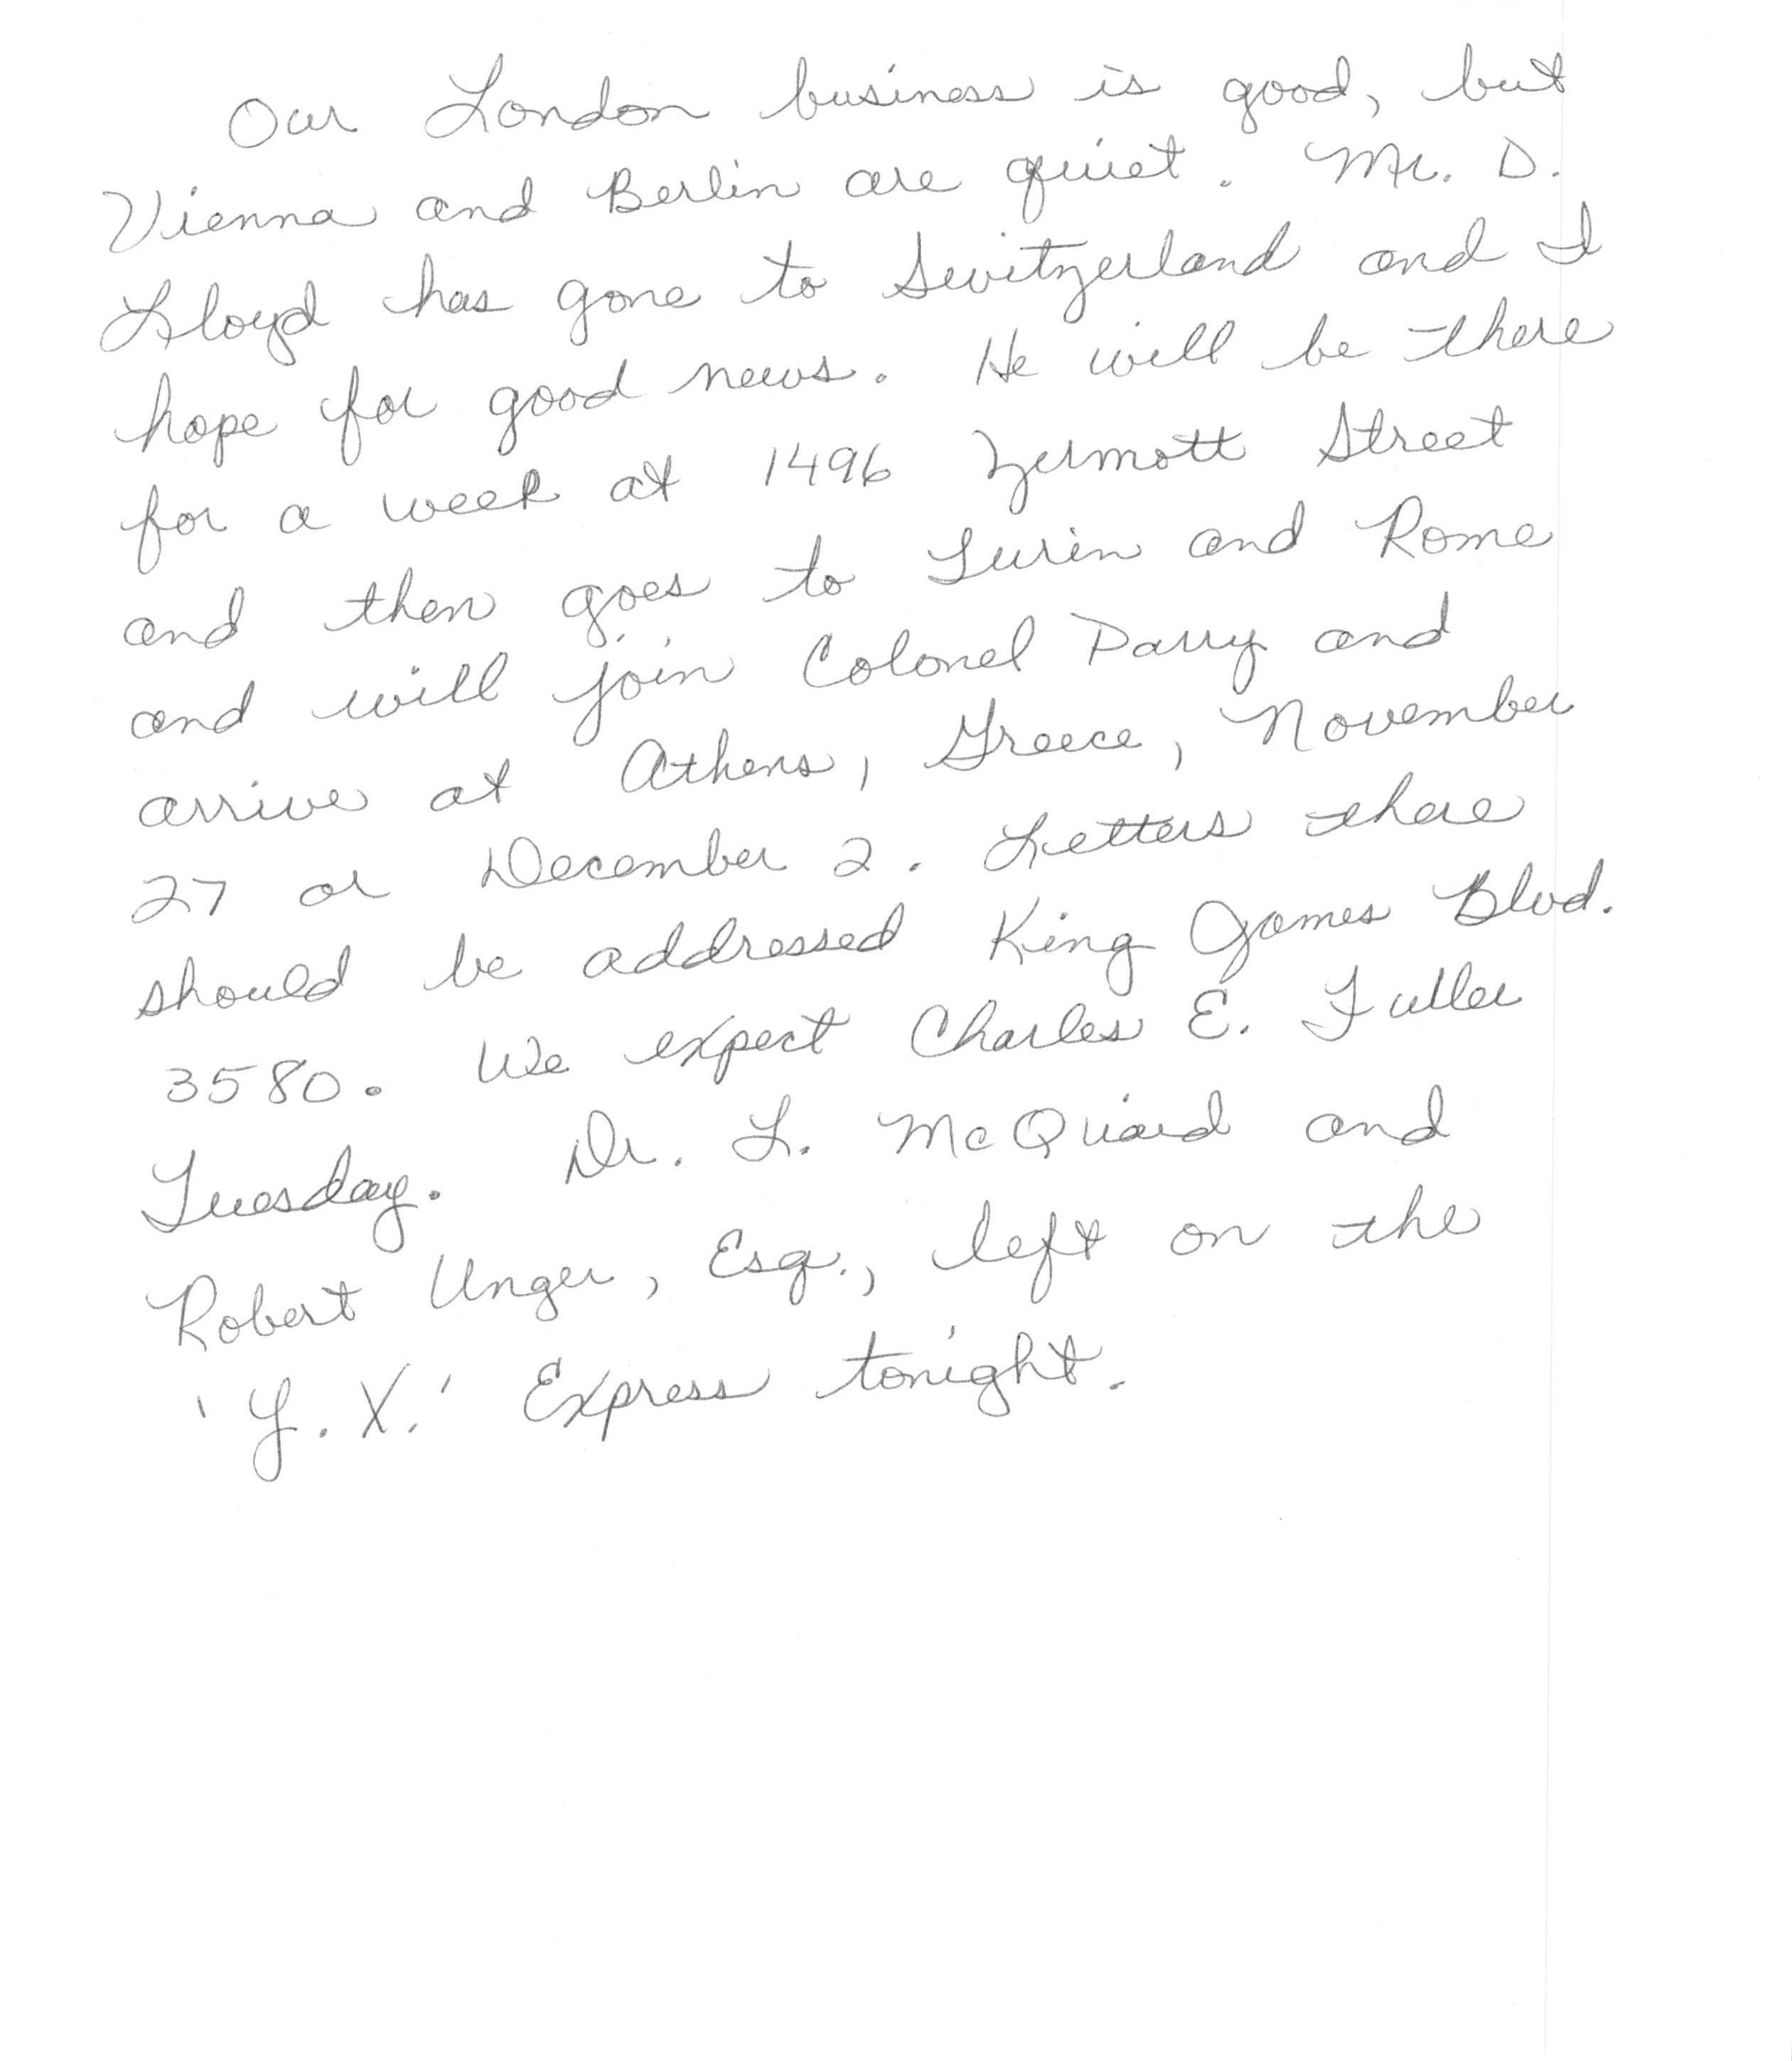 Our London business is good, but
Vienna and Berlin are quiet. Mr. D.
Lloyd has gone to Switzerland and I
hope for good news. He will be there
for a week at 1496 Zermott Street
and then goes to Turin and Rome
and will join Colonel Parry and
arrive at Athens, Greece, November
27 or December 2. Letters there
should be addressed King James Blvd.
3580. We expect Charles E. Fuller
Tuesday. Dr. L. McQuaid and
Robert Unger, Esq., left on the
'Y. X.' Express tonight.